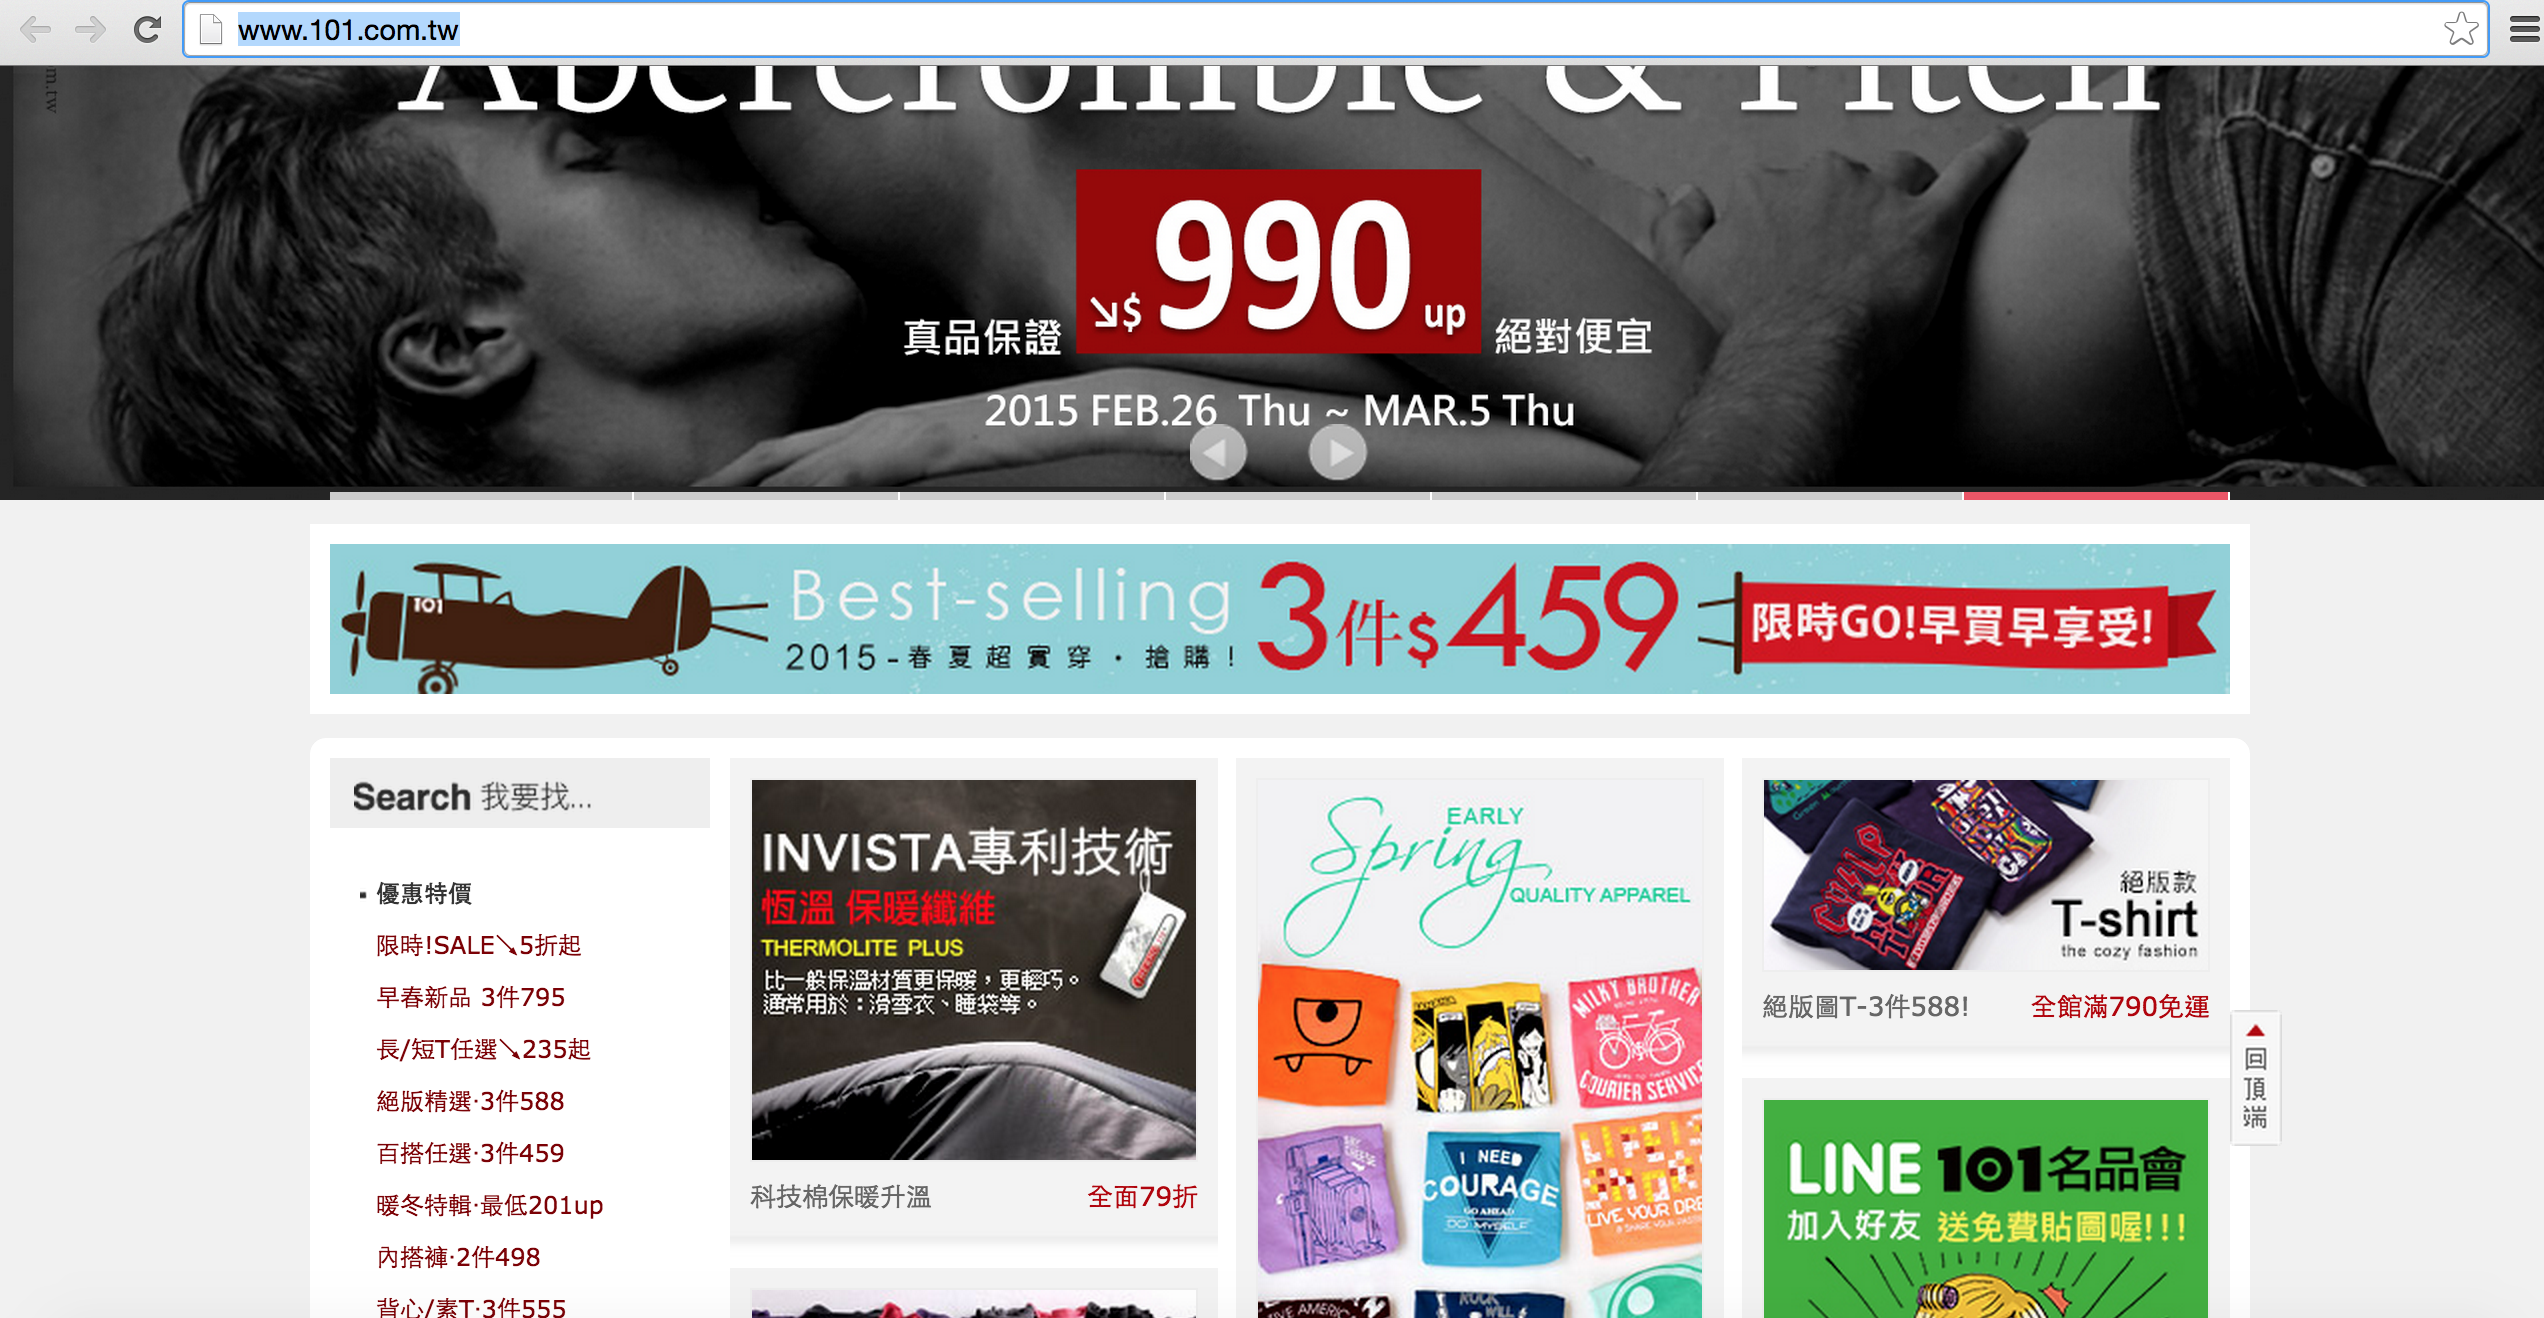 www.101.com.tw
m.tw
Abercrombie & Fitch
真品保證 ↘$990up 絕對便宜
2015 FEB.26 Thu ~ MAR.5 Thu
101
Best-selling 3件$459 限時GO!早買早享受!
2015-春夏超實穿・搶購!
Search 我要找...
優惠特價
限時!SALE↘5折起
早春新品 3件795
長/短T任選↘235起
絕版精選‧3件588
百搭任選‧3件459
暖冬特輯‧最低201up
內搭褲‧2件498
背心/素T‧3件555
INVISTA專利技術
恆溫 保暖纖維
THERMOLITE PLUS
比一般保溫材質更保暖，更輕巧。
通常用於：滑雪衣、睡袋等。
科技棉保暖升溫 全面79折
EARLY
Spring
QUALITY APPAREL
BANANA
MILKY BROTHER
COURIER SERVICE
SAY CHEESE
I NEED
COURAGE
GO AHEAD
DO MYSELF
LIVE YOUR DRE
絕版款
T-shirt
the cozy fashion
絕版圖T-3件588! 全館滿790免運
回頂端
LINE 101名品會
加入好友 送免費貼圖喔!!!